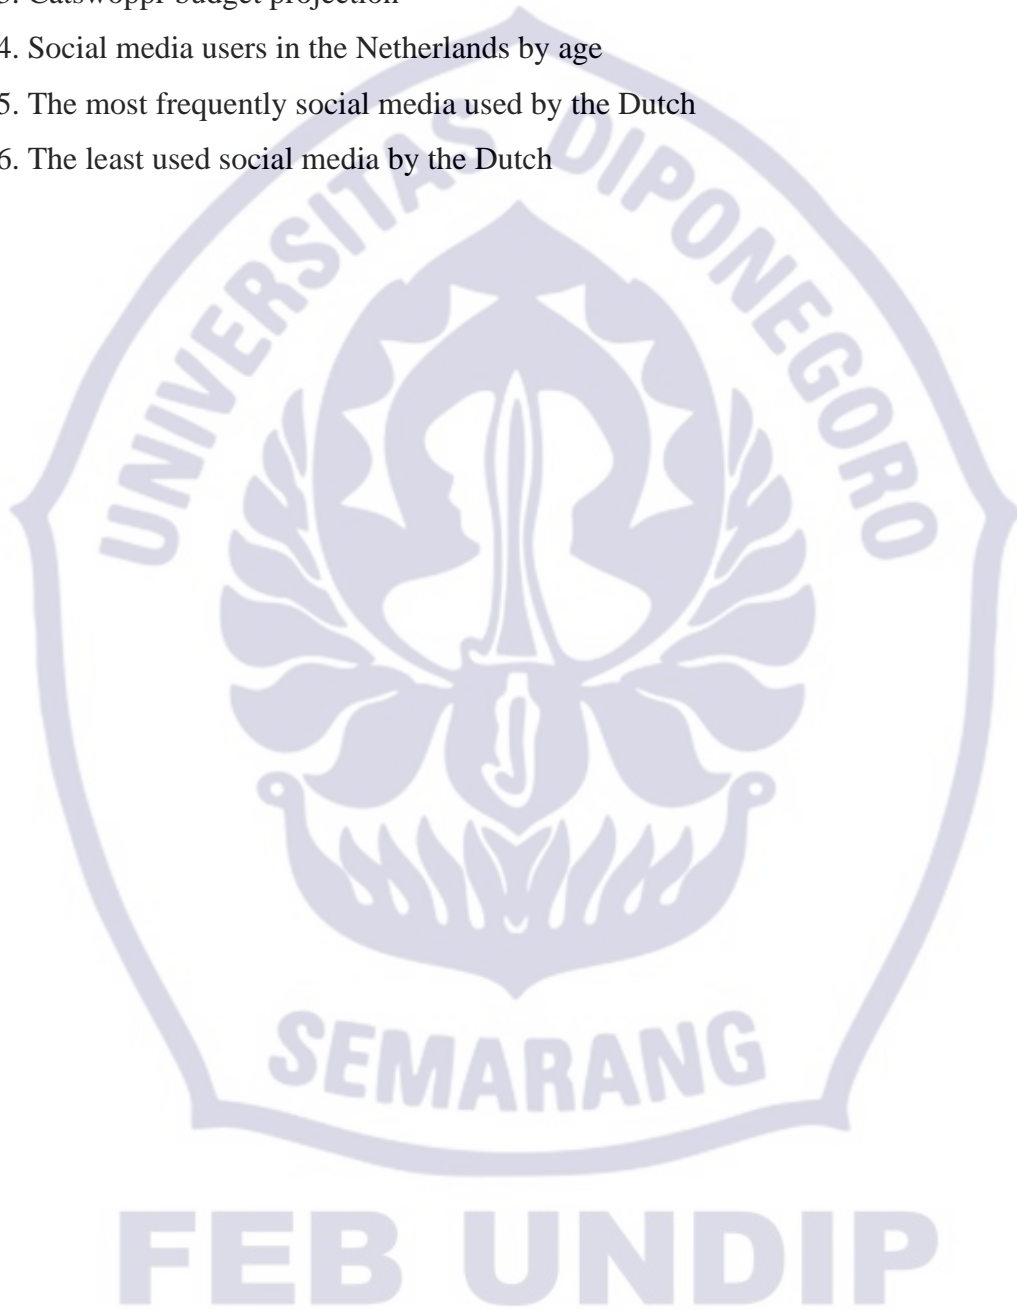 3. Catswoppr budget projection
4. Social media users in the Netherlands by age
5. The most frequently social media used by the Dutch
6. The least used social media by the Dutch
UNIVERSITAS DIPONEGORO
SEMARANG
FEB UNDIP